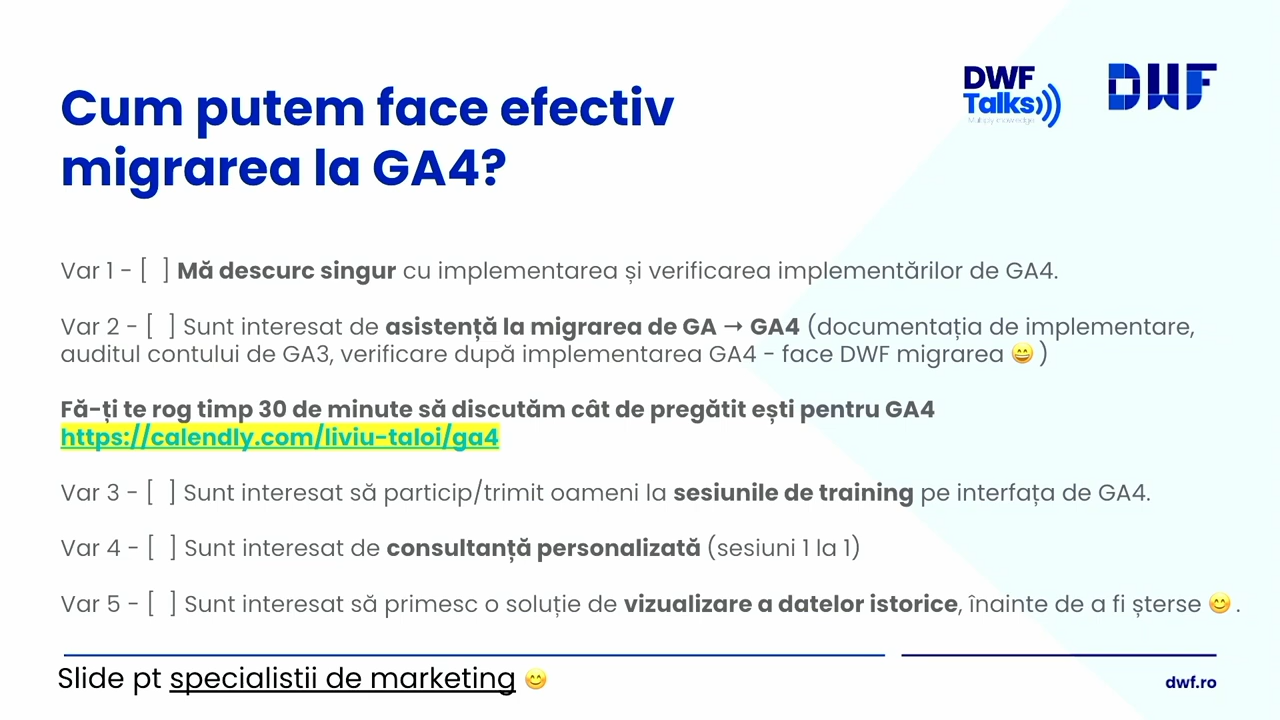 Cum putem face efectiv
migrarea la GA4?
DWF
Talks
Multiply knowledge
DWF
Var 1 - [ ] Mă descurc singur cu implementarea și verificarea implementărilor de GA4.
Var 2 - [ ] Sunt interesat de asistență la migrarea de GA → GA4 (documentația de implementare,
auditul contului de GA3, verificare după implementarea GA4 - face DWF migrarea 😄)
Fă-ți te rog timp 30 de minute să discutăm cât de pregătit ești pentru GA4
https://calendly.com/liviu-taloi/ga4
Var 3 - [ ] Sunt interesat să particip/trimit oameni la sesiunile de training pe interfața de GA4.
Var 4 - [ ] Sunt interesat de consultanță personalizată (sesiuni 1 la 1)
Var 5 - [ ] Sunt interesat să primesc o soluție de vizualizare a datelor istorice, înainte de a fi șterse 😊.
Slide pt specialistii de marketing 😊
dwf.ro